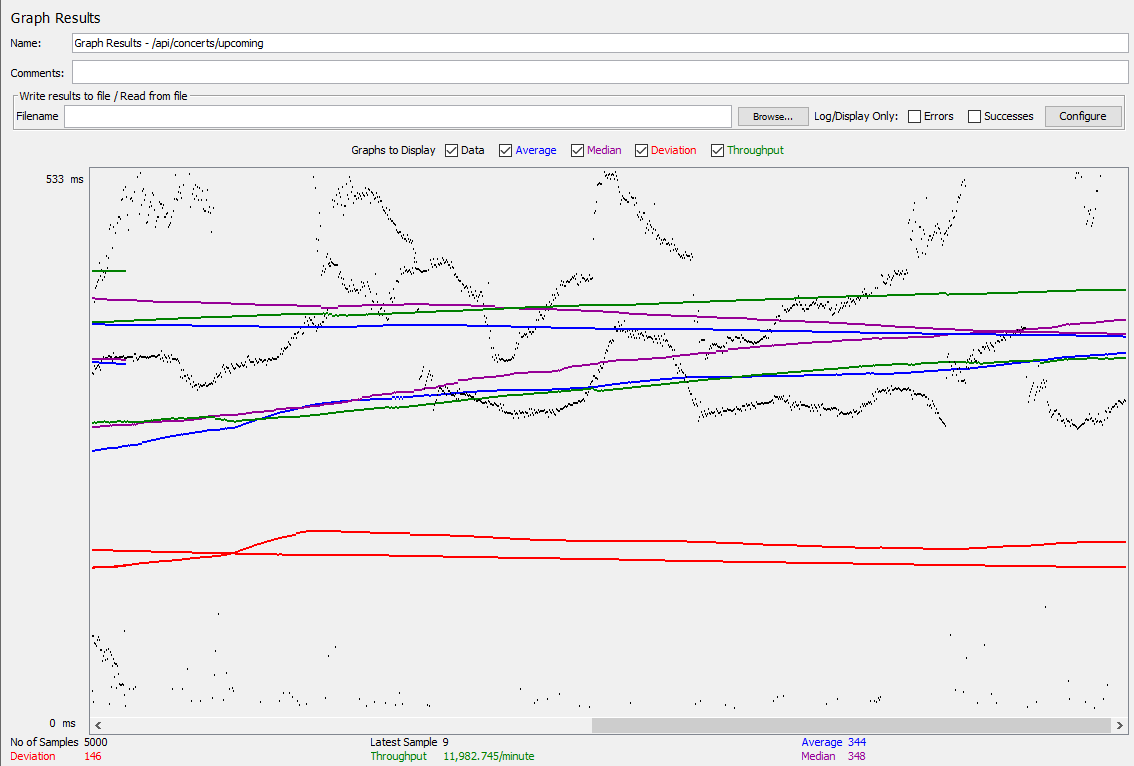 Graph Results
Name: Graph Results - /api/concerts/upcoming
Comments:
Write results to file / Read from file
Filename Browse... Log/Display Only: Errors Successes Configure
Graphs to Display Data Average Median Deviation Throughput
533 ms
0 ms
No of Samples 5000 Latest Sample 9 Average 344
Deviation 146 Throughput 11,982.745/minute Median 348